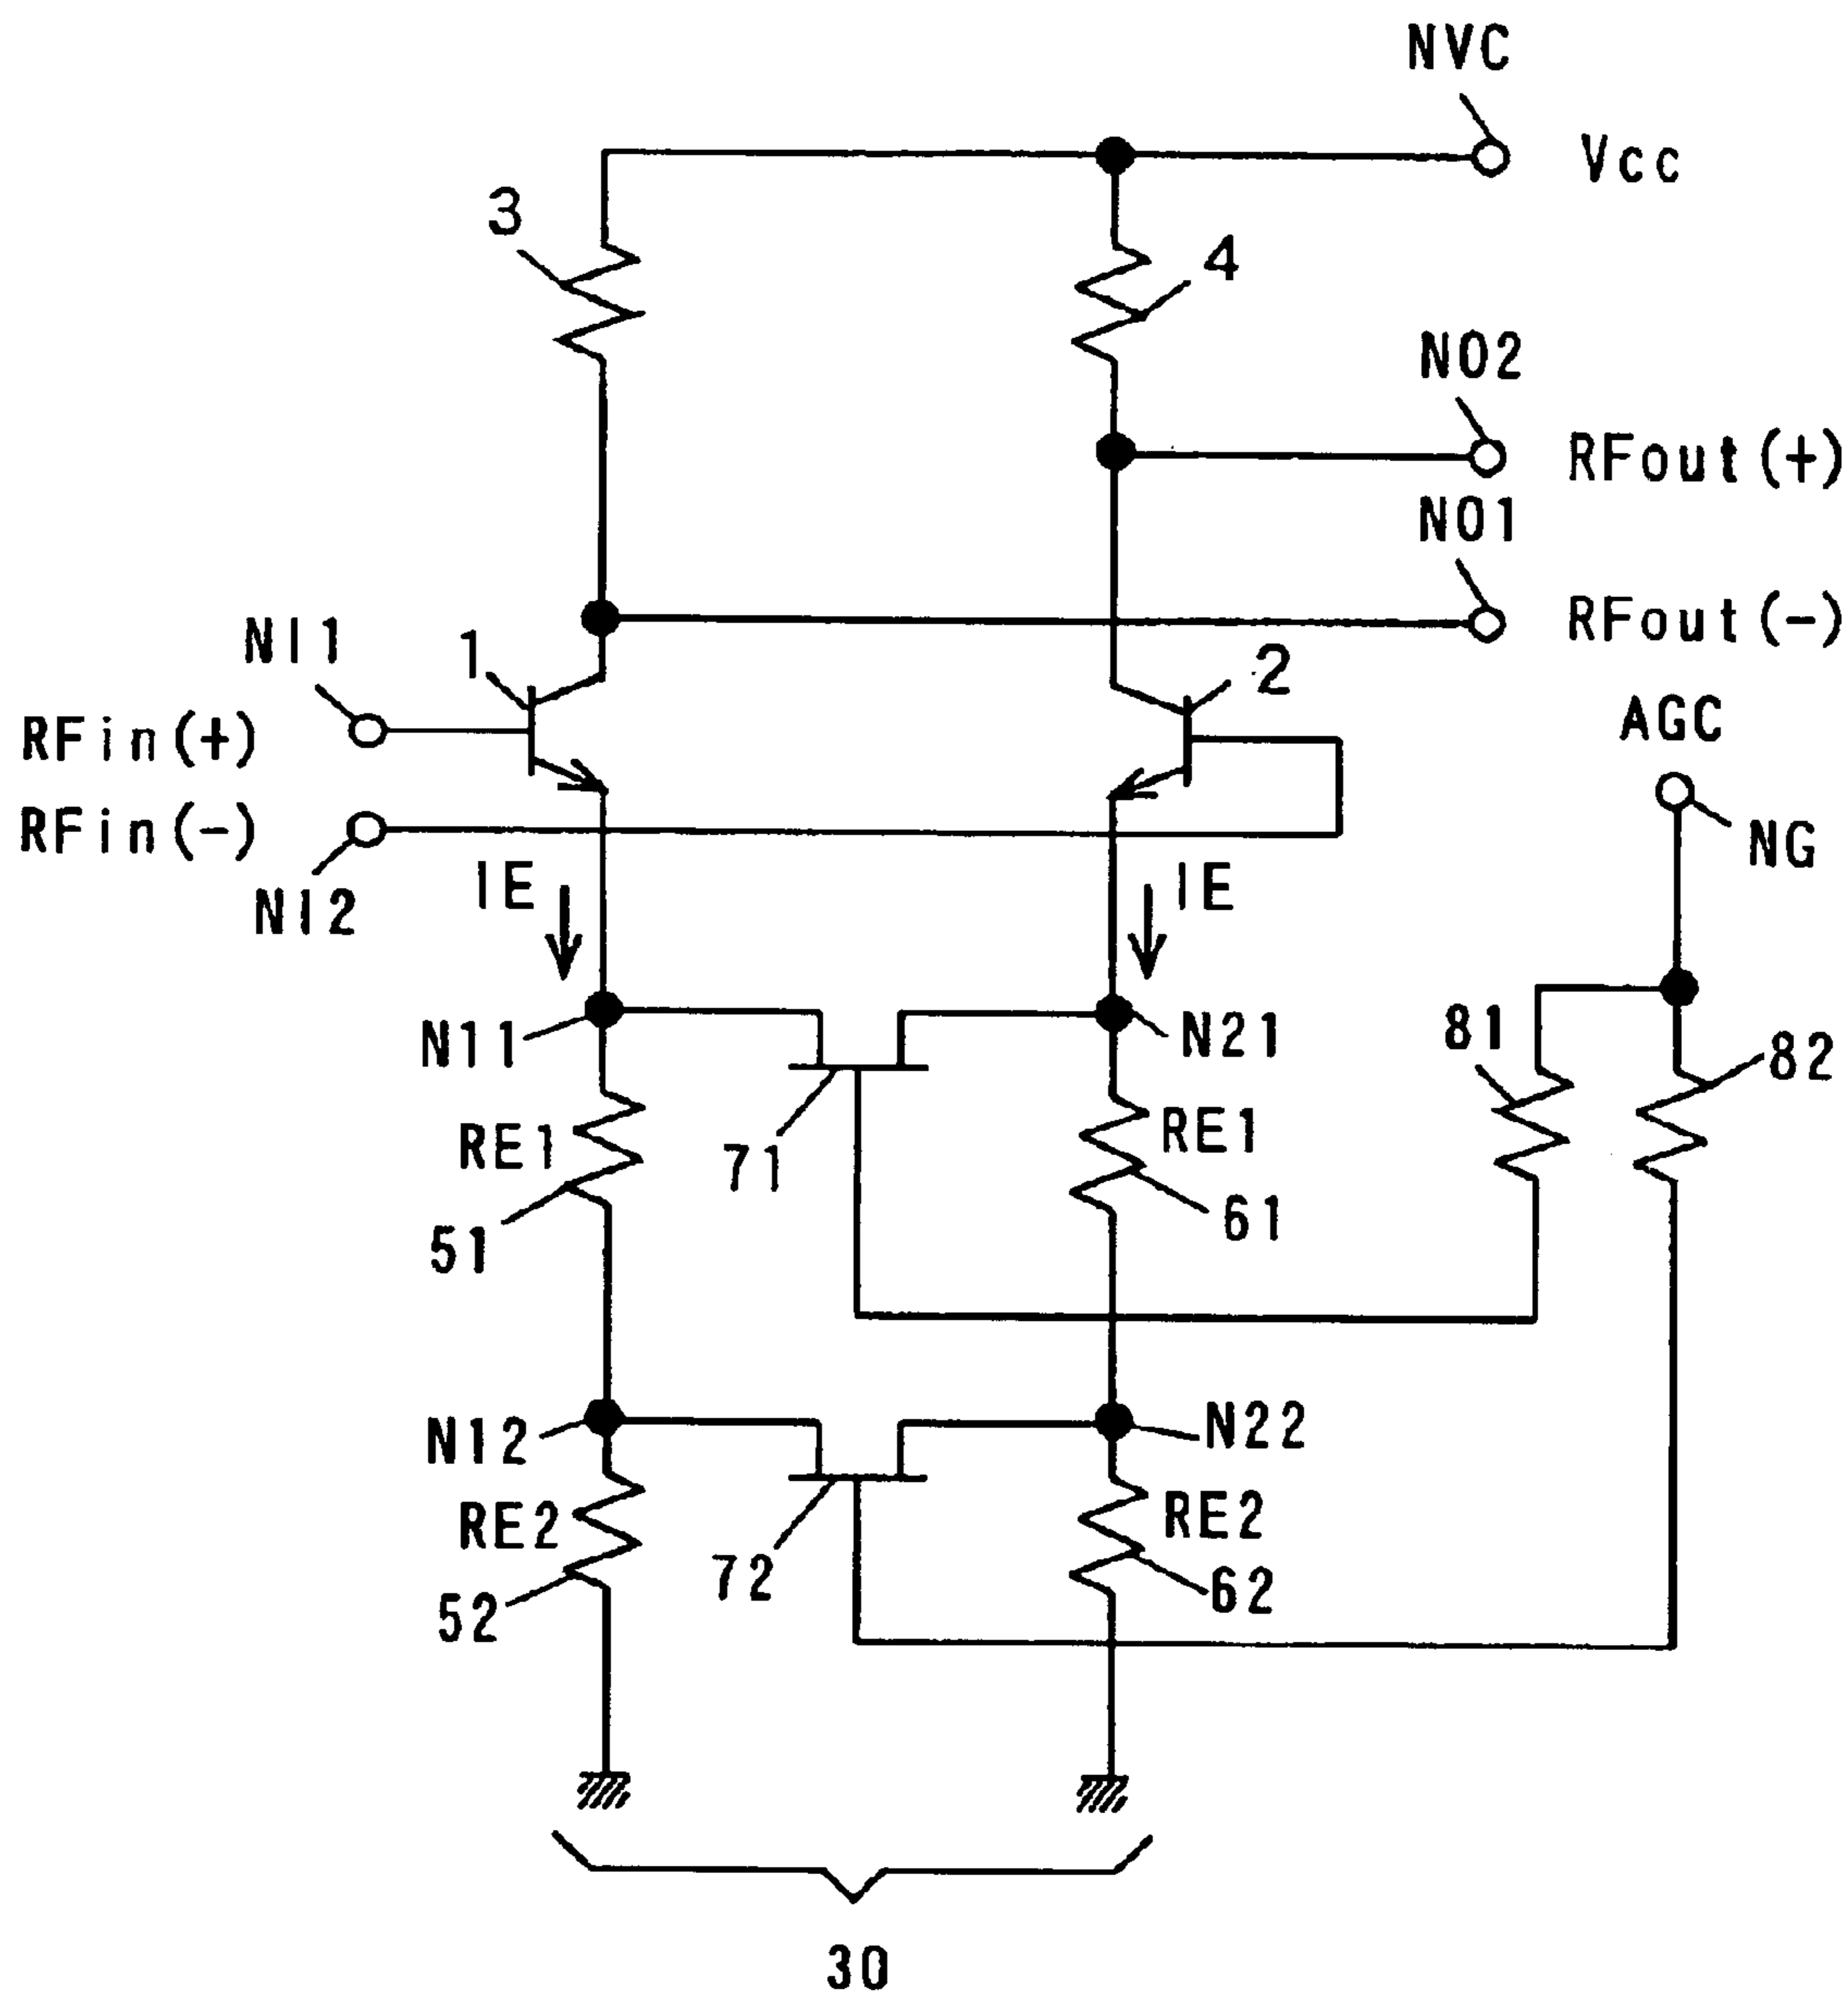 NVC
Vcc
3
4
NO2
RFout(+)
NO1
RFout(-)
NI1
1
2
RFin(+)
AGC
RFin(-)
NG
NI2
IE
IE
N11
N21
81
82
RE1
RE1
71
51
61
N12
N22
RE2
RE2
72
52
62
30